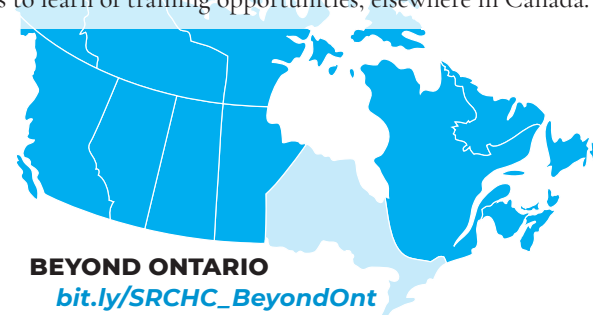 s to learn of training opportunities, elsewhere in Canada.
BEYOND ONTARIO
bit.ly/SRCHC_BeyondOnt